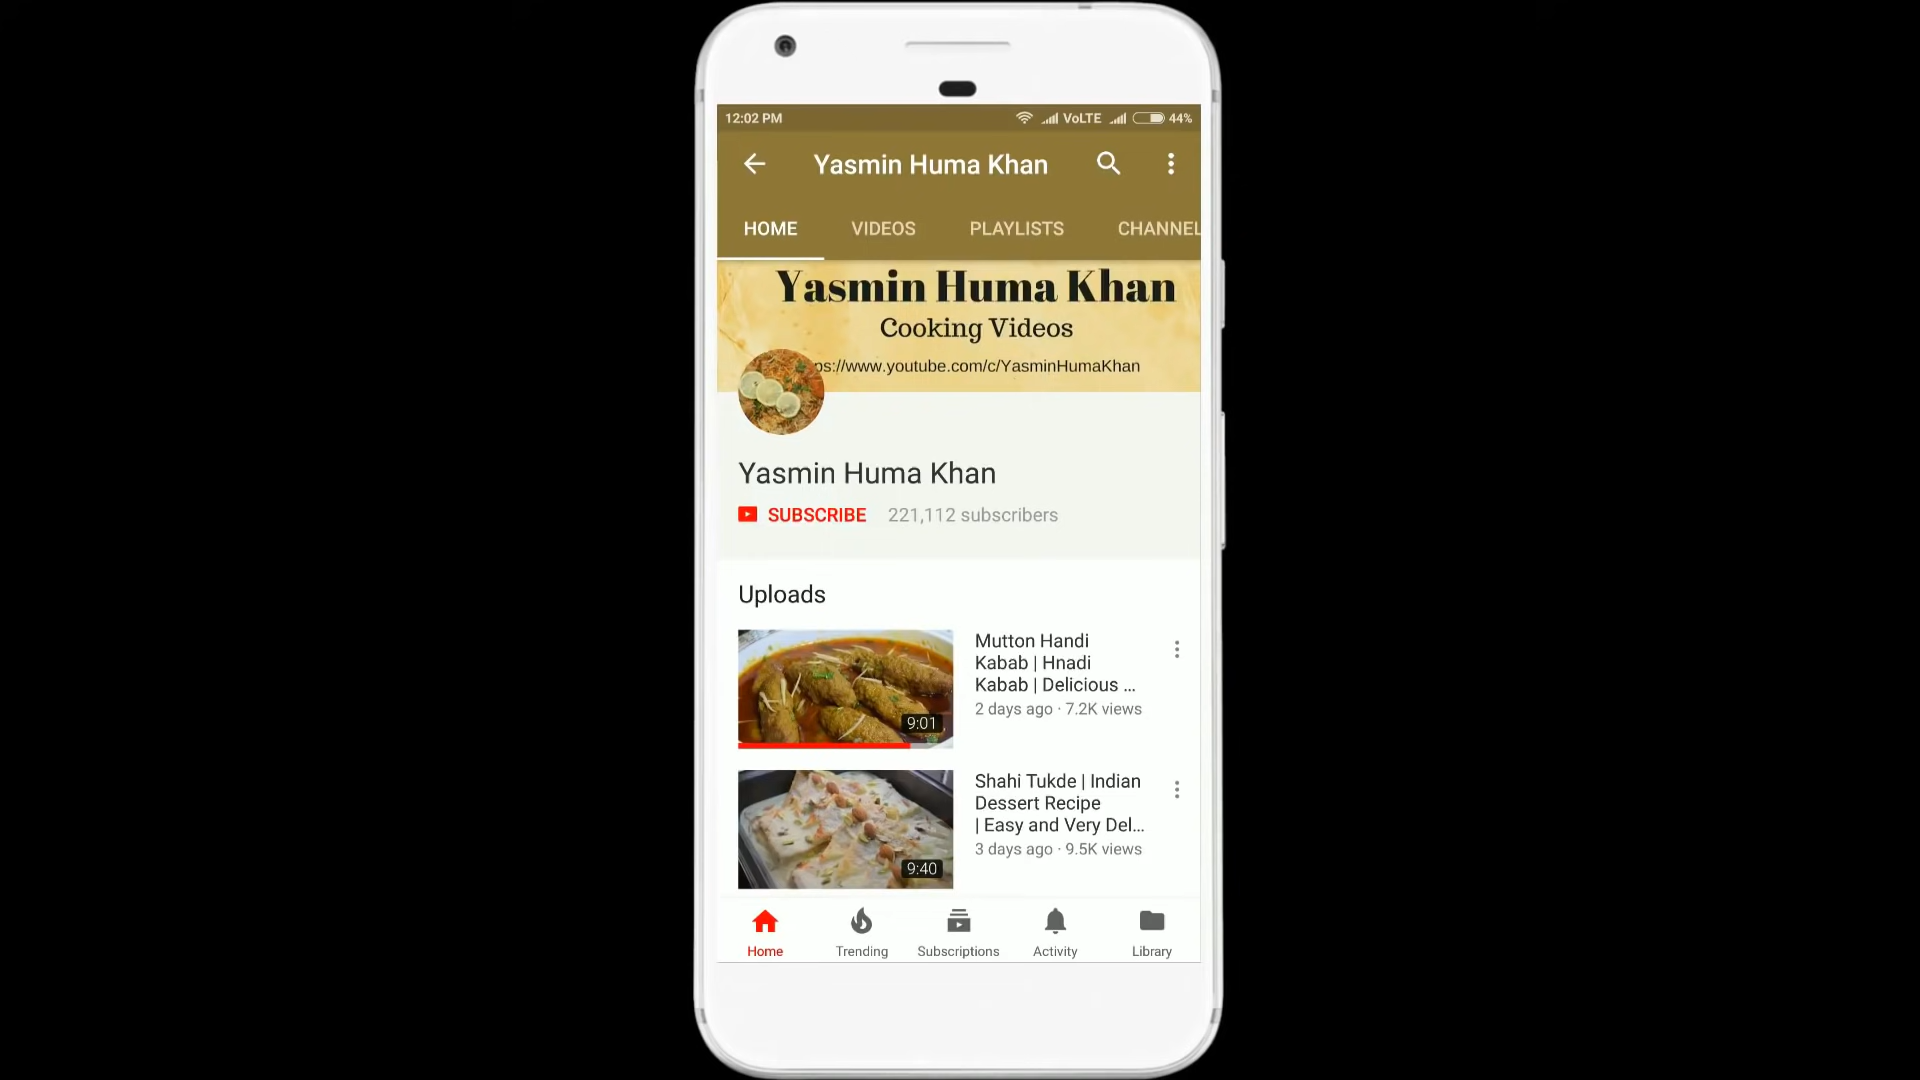 12:02 PM
VoLTE
44%
Yasmin Huma Khan
HOME
VIDEOS
PLAYLISTS
CHANNEL
Yasmin Huma Khan
Cooking Videos
ps://www.youtube.com/c/YasminHumaKhan
Yasmin Huma Khan
SUBSCRIBE
221,112 subscribers
Uploads
9:01
Mutton Handi
Kabab | Hnadi
Kabab | Delicious ...
2 days ago · 7.2K views
9:40
Shahi Tukde | Indian
Dessert Recipe
| Easy and Very Del...
3 days ago · 9.5K views
Home
Trending
Subscriptions
Activity
Library